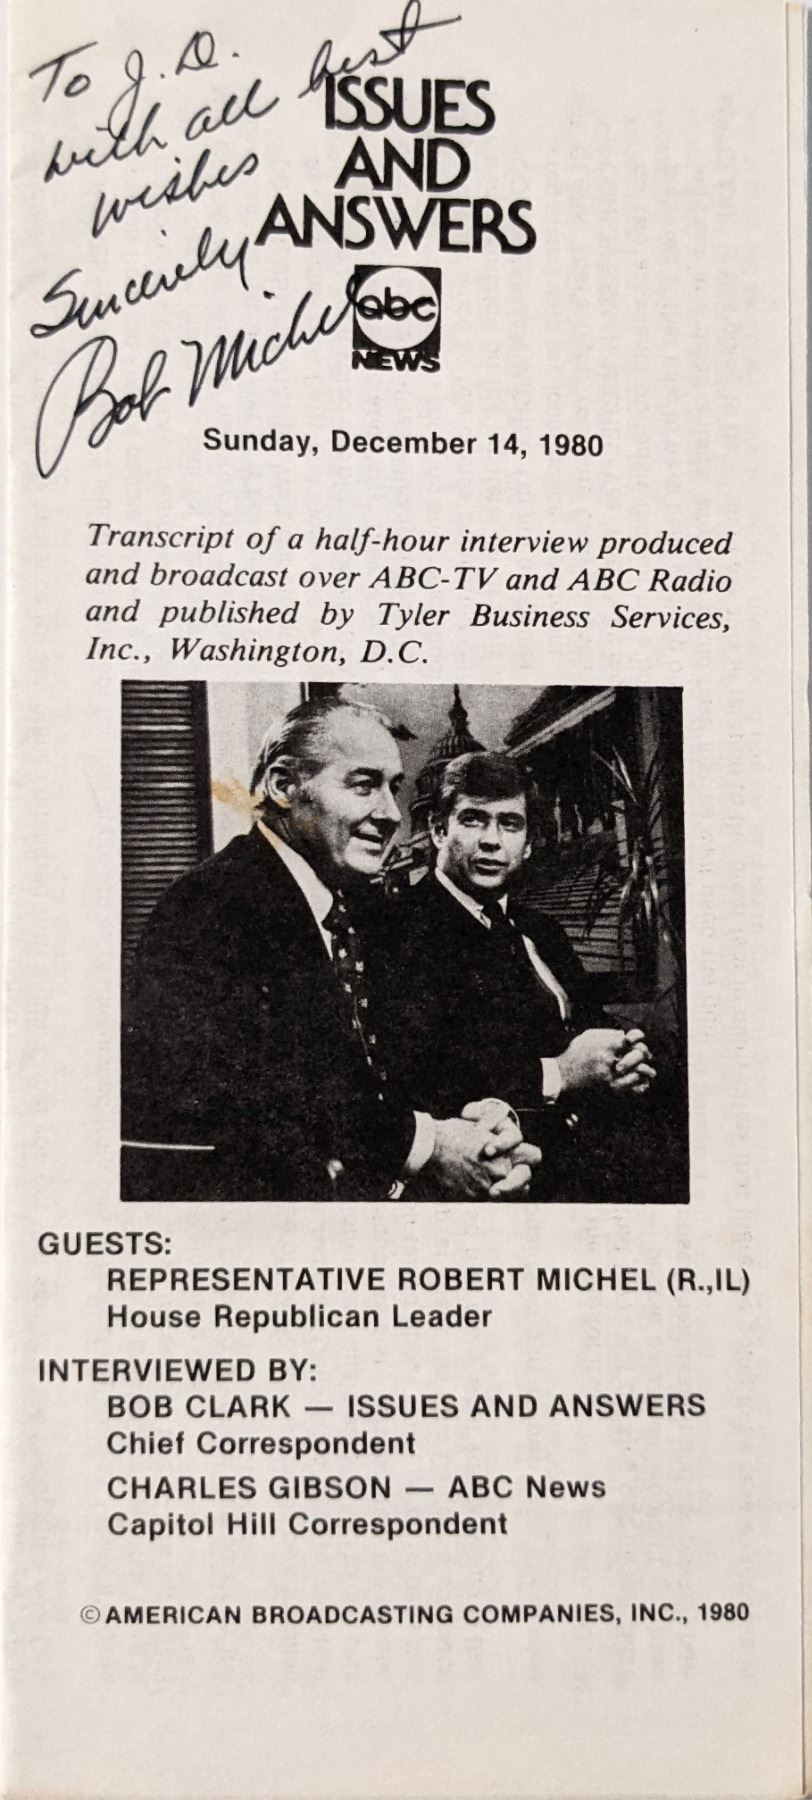 To J.D.
with all best
wishes
Sincerely
Bob Michel
ISSUES
AND
ANSWERS
abc
NEWS
Sunday, December 14, 1980
Transcript of a half-hour interview produced
and broadcast over ABC-TV and ABC Radio
and published by Tyler Business Services,
Inc., Washington, D.C.
GUESTS:
REPRESENTATIVE ROBERT MICHEL (R.,IL)
House Republican Leader
INTERVIEWED BY:
BOB CLARK — ISSUES AND ANSWERS
Chief Correspondent
CHARLES GIBSON — ABC News
Capitol Hill Correspondent
©AMERICAN BROADCASTING COMPANIES, INC., 1980